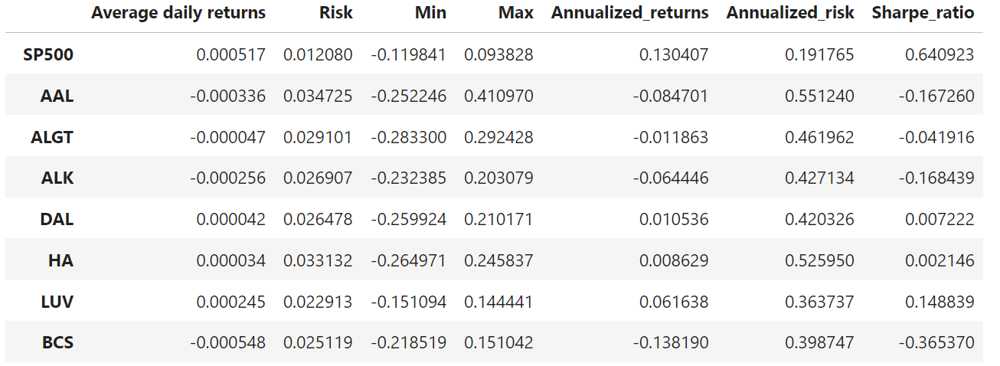 Average daily returns Risk Min Max Annualized_returns Annualized_risk Sharpe_ratio
SP500 0.000517 0.012080 -0.119841 0.093828 0.130407 0.191765 0.640923
AAL -0.000336 0.034725 -0.252246 0.410970 -0.084701 0.551240 -0.167260
ALGT -0.000047 0.029101 -0.283300 0.292428 -0.011863 0.461962 -0.041916
ALK -0.000256 0.026907 -0.232385 0.203079 -0.064446 0.427134 -0.168439
DAL 0.000042 0.026478 -0.259924 0.210171 0.010536 0.420326 0.007222
HA 0.000034 0.033132 -0.264971 0.245837 0.008629 0.525950 0.002146
LUV 0.000245 0.022913 -0.151094 0.144441 0.061638 0.363737 0.148839
BCS -0.000548 0.025119 -0.218519 0.151042 -0.138190 0.398747 -0.365370